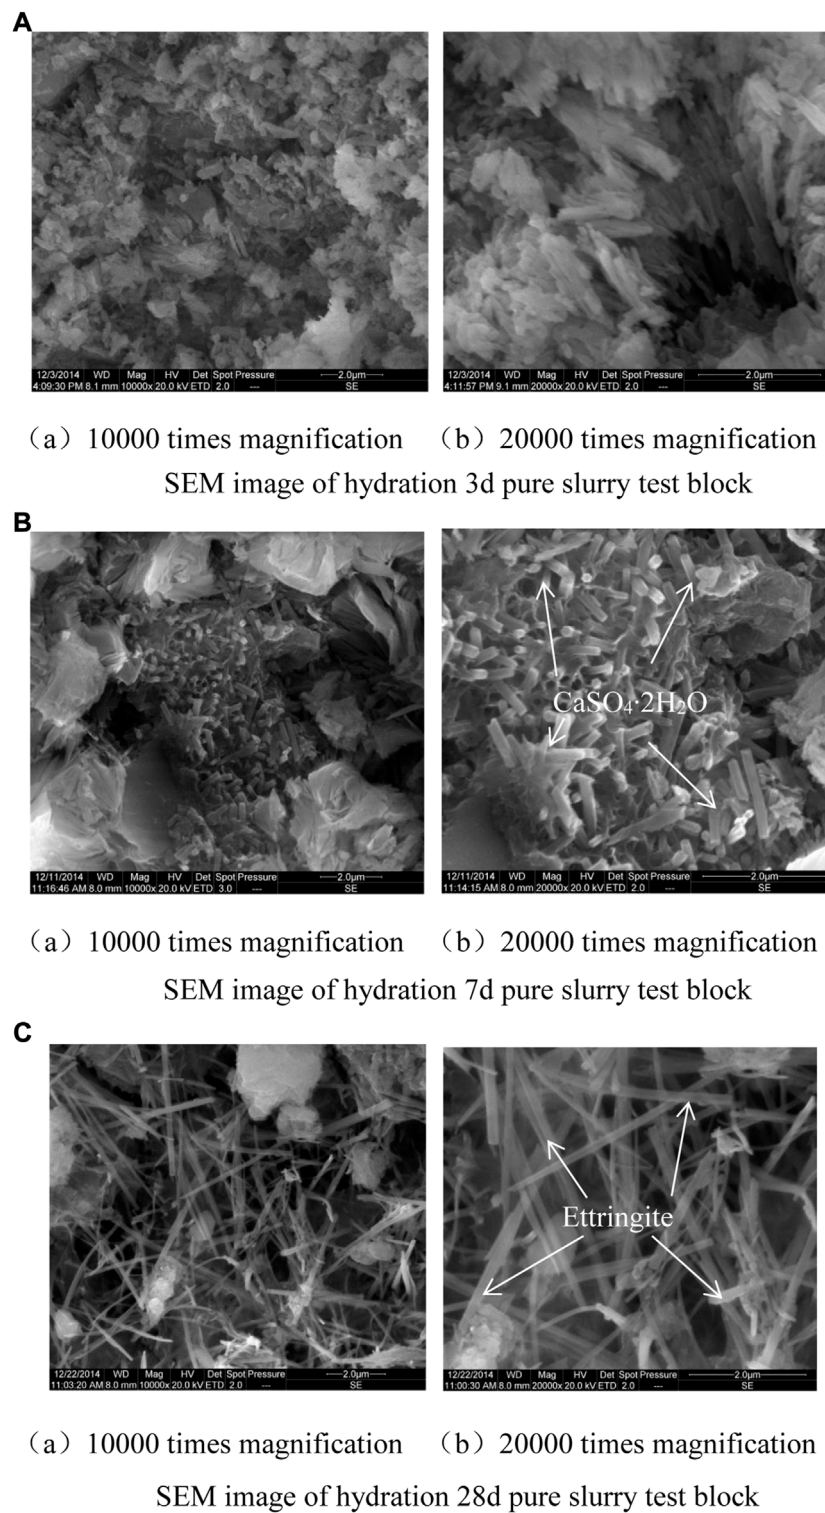 A
12/3/2014 WD Mag HV Det Spot Pressure 2.0μm
4:09:30 PM 8.1 mm 10000x 20.0 kV ETD 2.0 --- SE
12/3/2014 WD Mag HV Det Spot Pressure 2.0μm
4:11:57 PM 9.1 mm 20000x 20.0 kV ETD 2.0 --- SE
（a）10000 times magnification
（b）20000 times magnification
SEM image of hydration 3d pure slurry test block
B
CaSO₄·2H₂O
12/11/2014 WD Mag HV Det Spot Pressure 2.0μm
11:16:46 AM 8.0 mm 10000x 20.0 kV ETD 3.0 --- SE
12/11/2014 WD Mag HV Det Spot Pressure 2.0μm
11:14:15 AM 8.0 mm 20000x 20.0 kV ETD 2.0 --- SE
（a）10000 times magnification
（b）20000 times magnification
SEM image of hydration 7d pure slurry test block
C
Ettringite
12/22/2014 WD Mag HV Det Spot Pressure 2.0μm
11:03:20 AM 8.0 mm 10000x 20.0 kV ETD 2.0 --- SE
12/22/2014 WD Mag HV Det Spot Pressure 2.0μm
11:00:30 AM 8.0 mm 20000x 20.0 kV ETD 2.0 --- SE
（a）10000 times magnification
（b）20000 times magnification
SEM image of hydration 28d pure slurry test block